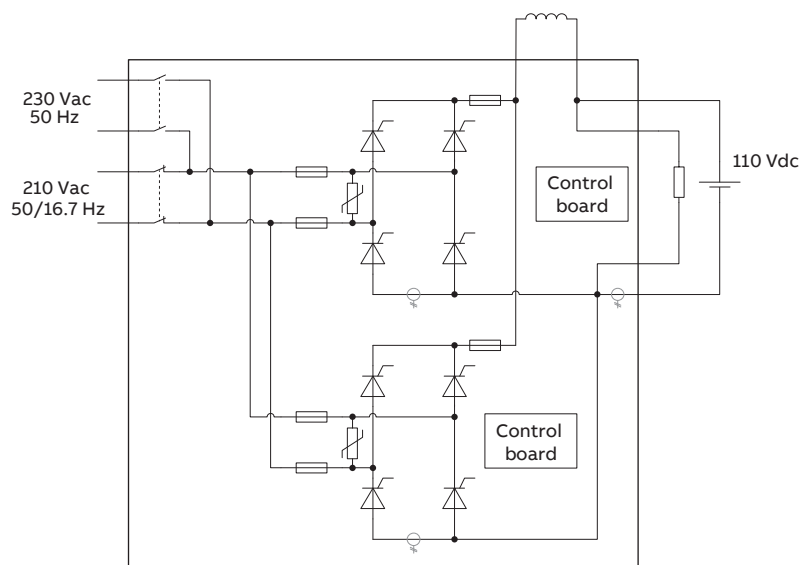 230 Vac
50 Hz
210 Vac
50/16.7 Hz
Control
board
110 Vdc
Control
board